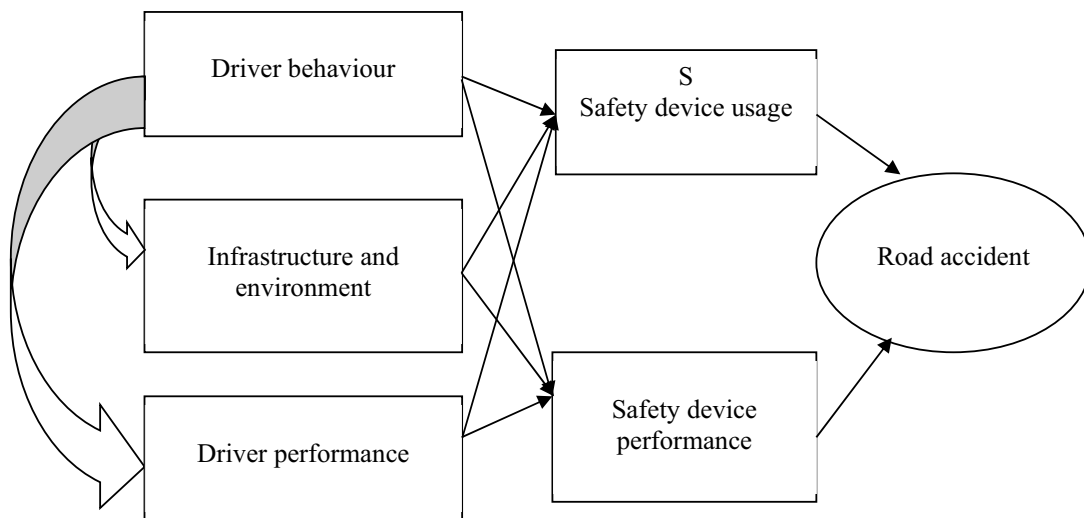 Driver behaviour
S
Safety device usage
Infrastructure and
environment
Road accident
Safety device
performance
Driver performance